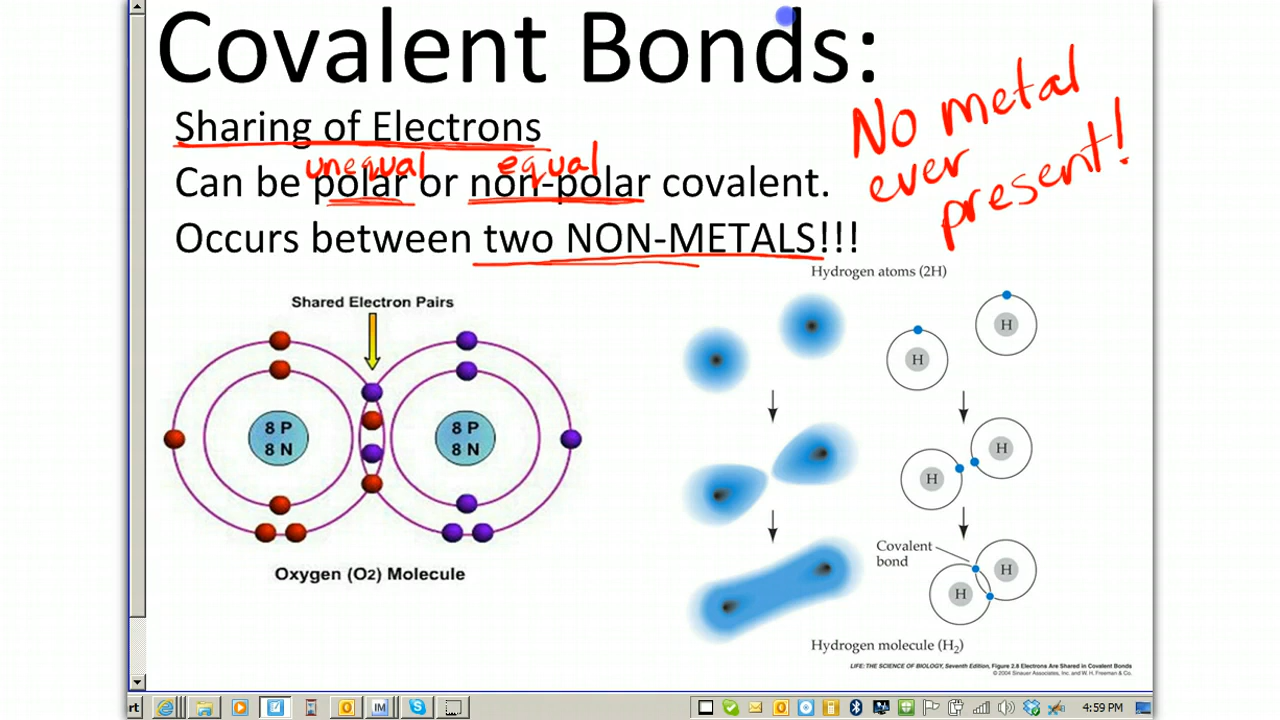 Covalent Bonds:
Sharing of Electrons
unequal equal
Can be polar or non-polar covalent.
Occurs between two NON-METALS!!!
No metal
ever
present!
Shared Electron Pairs
8 P
8 N
8 P
8 N
Oxygen (O2) Molecule
Hydrogen atoms (2H)
H
H
H
H
Covalent
bond
H
H
Hydrogen molecule (H₂)
LIFE: THE SCIENCE OF BIOLOGY, Seventh Edition, Figure 2.8 Electrons Are Shared in Covalent Bonds
© 2004 Sinauer Associates, Inc. and W. H. Freeman & Co.
rt IM 4:59 PM